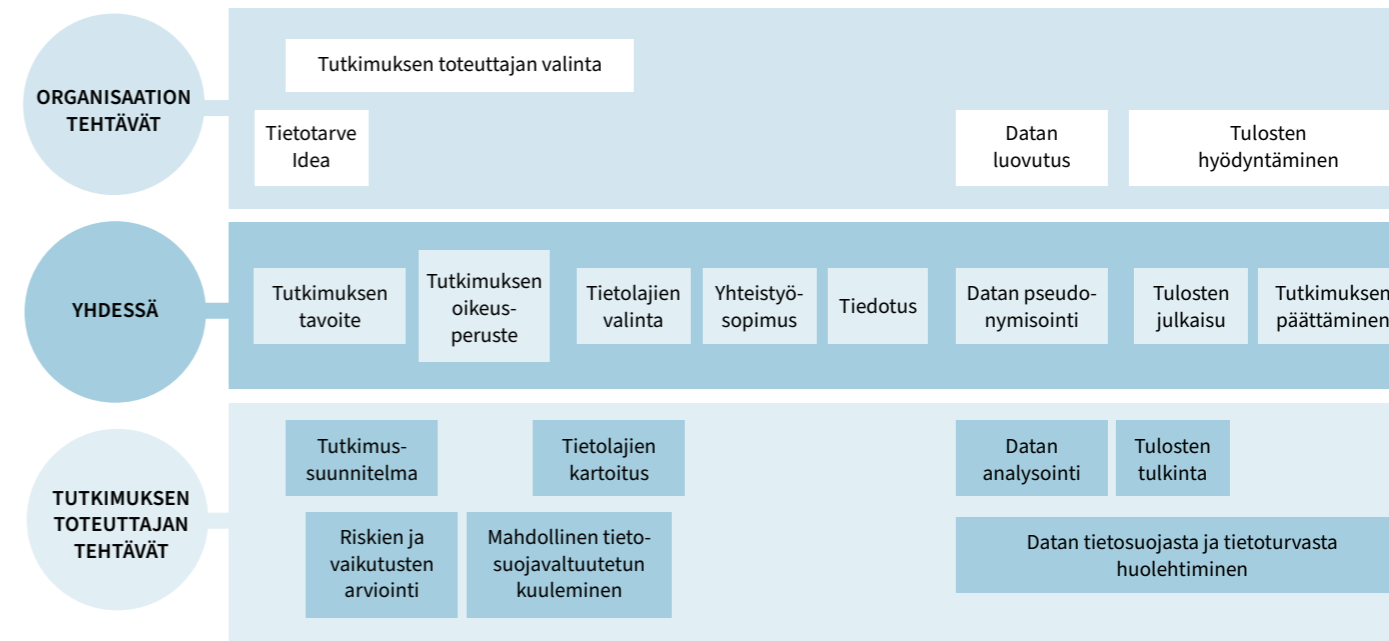 ORGANISAATION
TEHTÄVÄT
Tutkimuksen toteuttajan valinta
Tietotarve
Idea
Datan
luovutus
Tulosten
hyödyntäminen
YHDESSÄ
Tutkimuksen
tavoite
Tutkimuksen
oikeus-
peruste
Tietolajien
valinta
Yhteistyö-
sopimus
Tiedotus
Datan pseudo-
nymisointi
Tulosten
julkaisu
Tutkimuksen
päättäminen
TUTKIMUKSEN
TOTEUTTAJAN
TEHTÄVÄT
Tutkimus-
suunnitelma
Tietolajien
kartoitus
Datan
analysointi
Tulosten
tulkinta
Riskien ja
vaikutusten
arviointi
Mahdollinen tieto-
suojavaltuutetun
kuuleminen
Datan tietosuojasta ja tietoturvasta
huolehtiminen